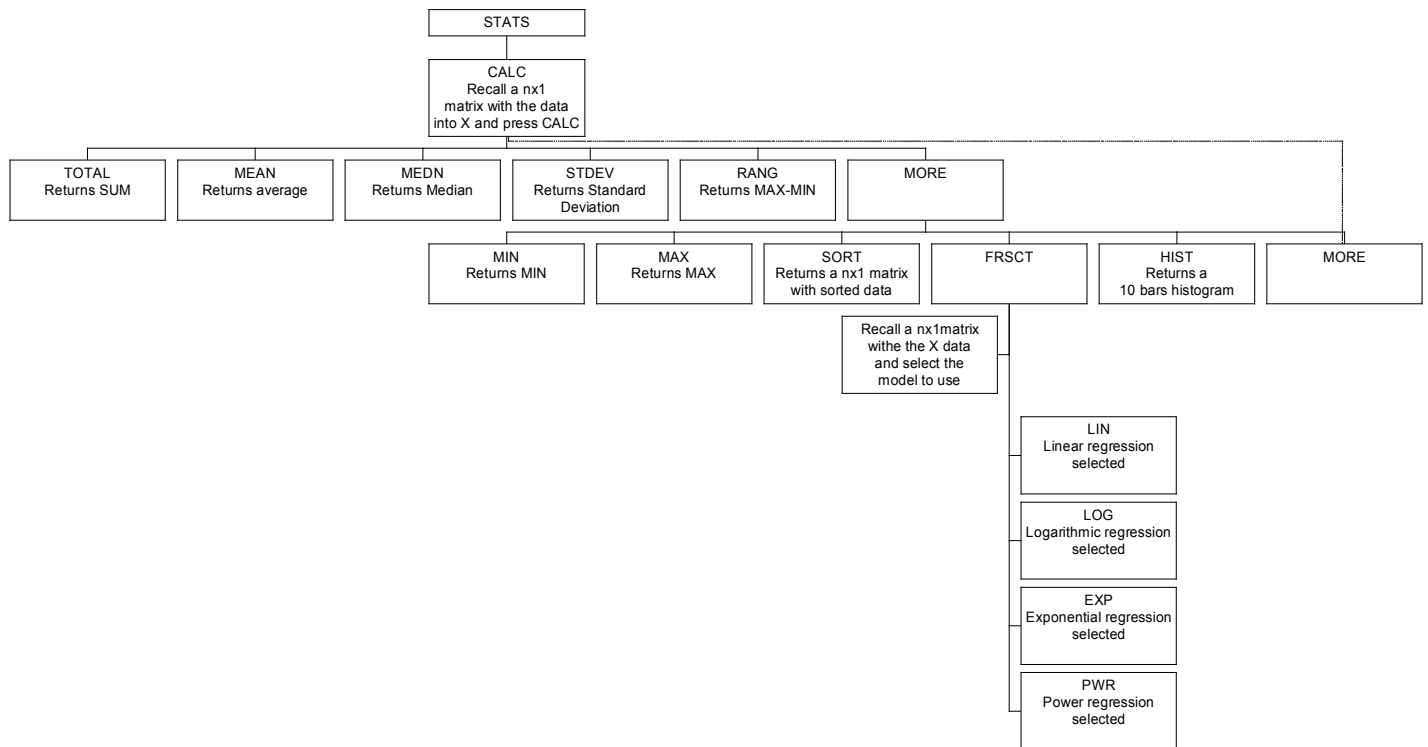 STATS
CALC
Recall a nx1
matrix with the data
into X and press CALC
TOTAL
Returns SUM
MEAN
Returns average
MEDN
Returns Median
STDEV
Returns Standard
Deviation
RANG
Returns MAX-MIN
MORE
MIN
Returns MIN
MAX
Returns MAX
SORT
Returns a nx1 matrix
with sorted data
FRSCT
HIST
Returns a
10 bars histogram
MORE
Recall a nx1matrix
withe the X data
and select the
model to use
LIN
Linear regression
selected
LOG
Logarithmic regression
selected
EXP
Exponential regression
selected
PWR
Power regression
selected